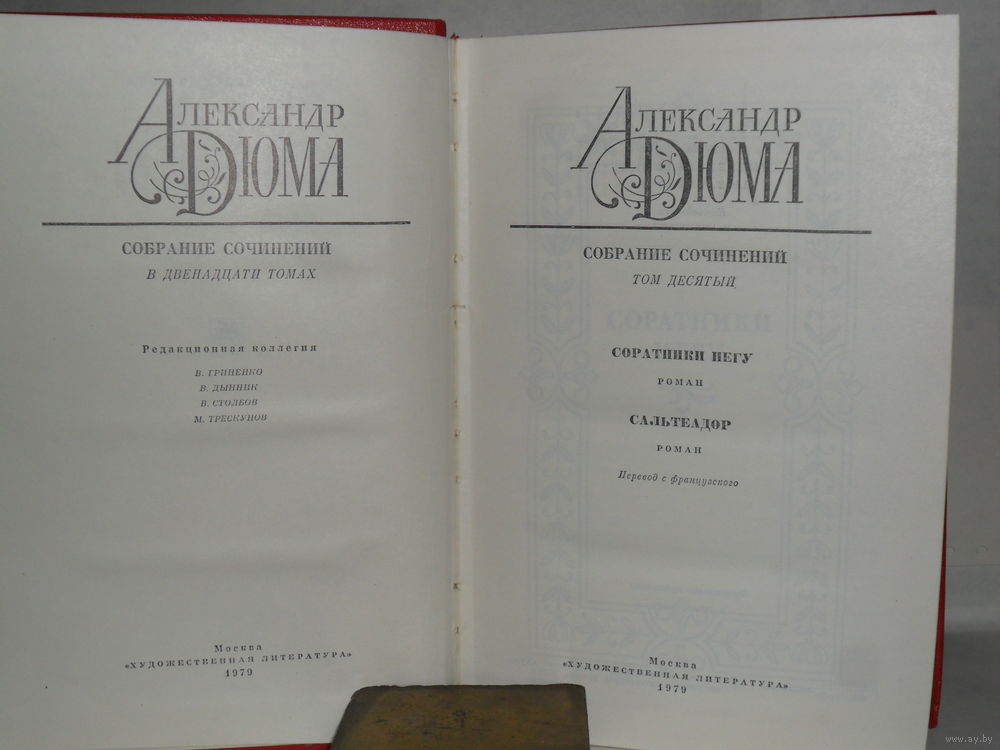 АЛЕКСАНДР
ДЮМА
СОБРАНИЕ СОЧИНЕНИЙ
В ДВЕНАДЦАТИ ТОМАХ
Редакционная коллегия
В. ГРИНЕНКО
В. ДЫННИК
В. СТОЛБОВ
М. ТРЕСКУНОВ
Москва
«ХУДОЖЕСТВЕННАЯ ЛИТЕРАТУРА»
1979
АЛЕКСАНДР
ДЮМА
СОБРАНИЕ СОЧИНЕНИЙ
ТОМ ДЕСЯТЫЙ
СОРАТНИКИ ИЕГУ
РОМАН
САЛЬТЕАДОР
РОМАН
Перевод с французского
Москва
«ХУДОЖЕСТВЕННАЯ ЛИТЕРАТУРА»
1979
СОРАТНИКИ
www.ay.by